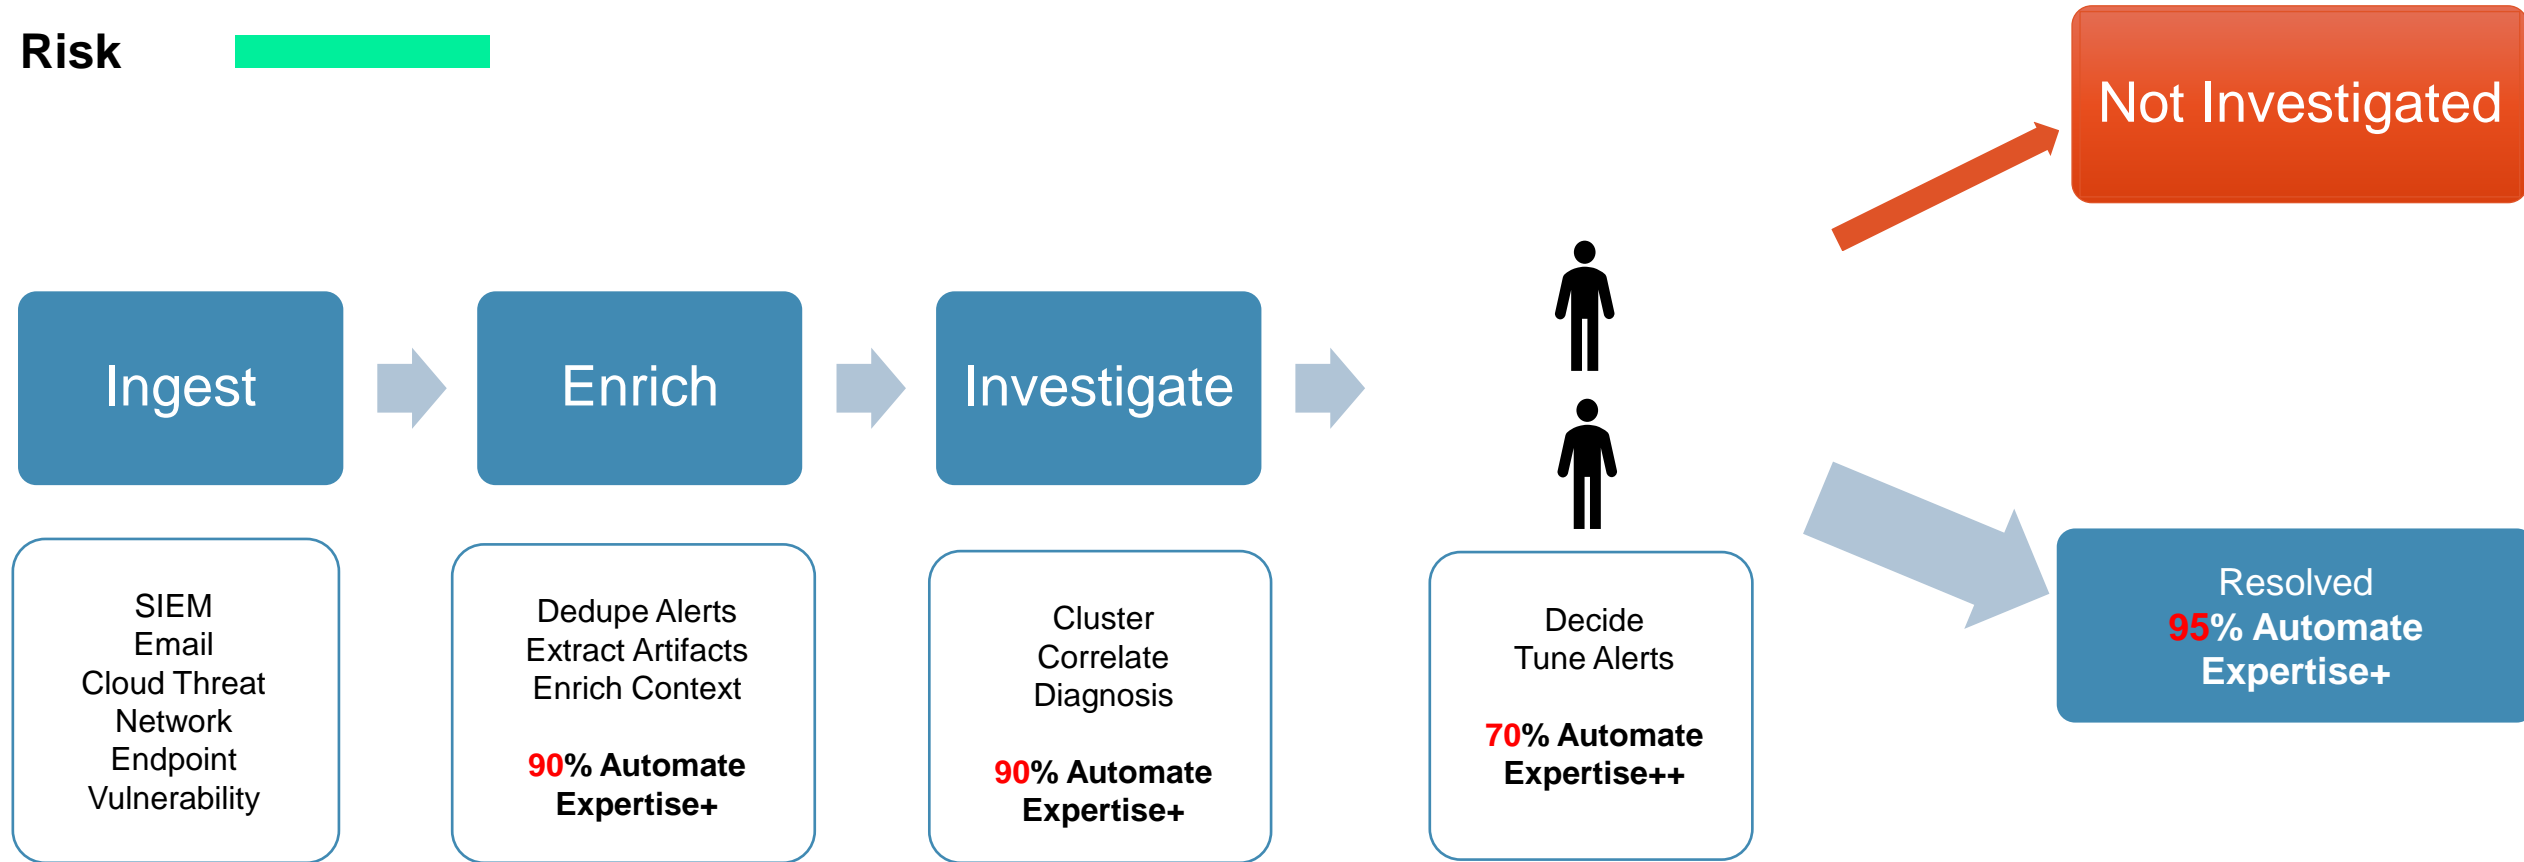 Risk
Not Investigated
Ingest
Enrich
Investigate
SIEM
Email
Cloud Threat
Network
Endpoint
Vulnerability
Dedupe Alerts
Extract Artifacts
Enrich Context
90% Automate
Expertise+
Cluster
Correlate
Diagnosis
90% Automate
Expertise+
Decide
Tune Alerts
70% Automate
Expertise++
Resolved
95% Automate
Expertise+